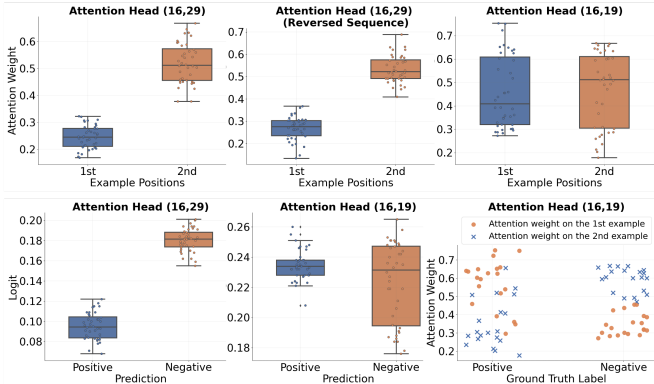 Attention Head (16,29)
Attention Weight
0.6
0.5
0.4
0.3
0.2
1st
2nd
Example Positions
Attention Head (16,29)
(Reversed Sequence)
0.7
0.6
0.5
0.4
0.3
0.2
1st
2nd
Example Positions
Attention Head (16,19)
0.7
0.6
0.5
0.4
0.3
0.2
1st
2nd
Example Positions
Attention Head (16,29)
Logit
0.20
0.18
0.16
0.14
0.12
0.10
0.08
Positive
Negative
Prediction
Attention Head (16,19)
0.26
0.24
0.22
0.20
0.18
Positive
Negative
Prediction
Attention Head (16,19)
Attention weight on the 1st example
Attention weight on the 2nd example
Attention Weight
0.7
0.6
0.5
0.4
0.3
0.2
Positive
Negative
Ground Truth Label